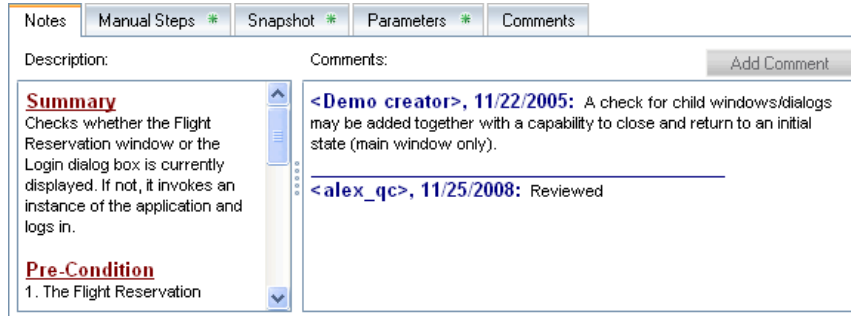 Notes
Manual Steps *
Snapshot *
Parameters *
Comments
Description:
Comments:
Add Comment
Summary
Checks whether the Flight
Reservation window or the
Login dialog box is currently
displayed. If not, it invokes an
instance of the application and
logs in.
Pre-Condition
1. The Flight Reservation
<Demo creator>, 11/22/2005: A check for child windows/dialogs
may be added together with a capability to close and return to an initial
state (main window only).
<alex_qc>, 11/25/2008: Reviewed